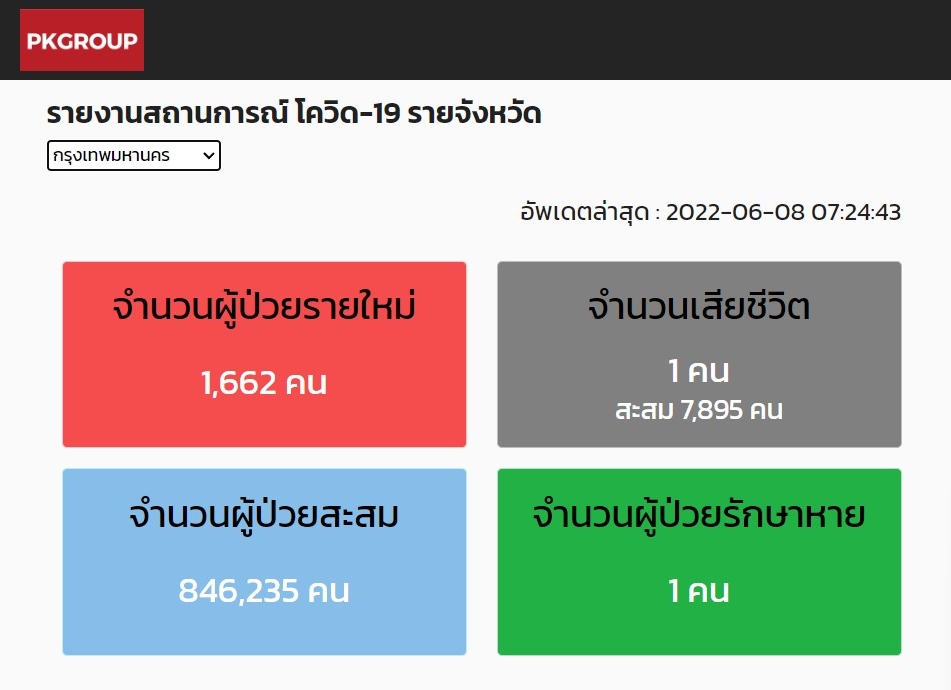 PKGROUP
รายงานสถานการณ์ โควิด-19 รายจังหวัด
กรุงเทพมหานคร
อัพเดตล่าสุด : 2022-06-08 07:24:43
จำนวนผู้ป่วยรายใหม่
1,662 คน
จำนวนเสียชีวิต
1 คน
สะสม 7,895 คน
จำนวนผู้ป่วยสะสม
846,235 คน
จำนวนผู้ป่วยรักษาหาย
1 คน